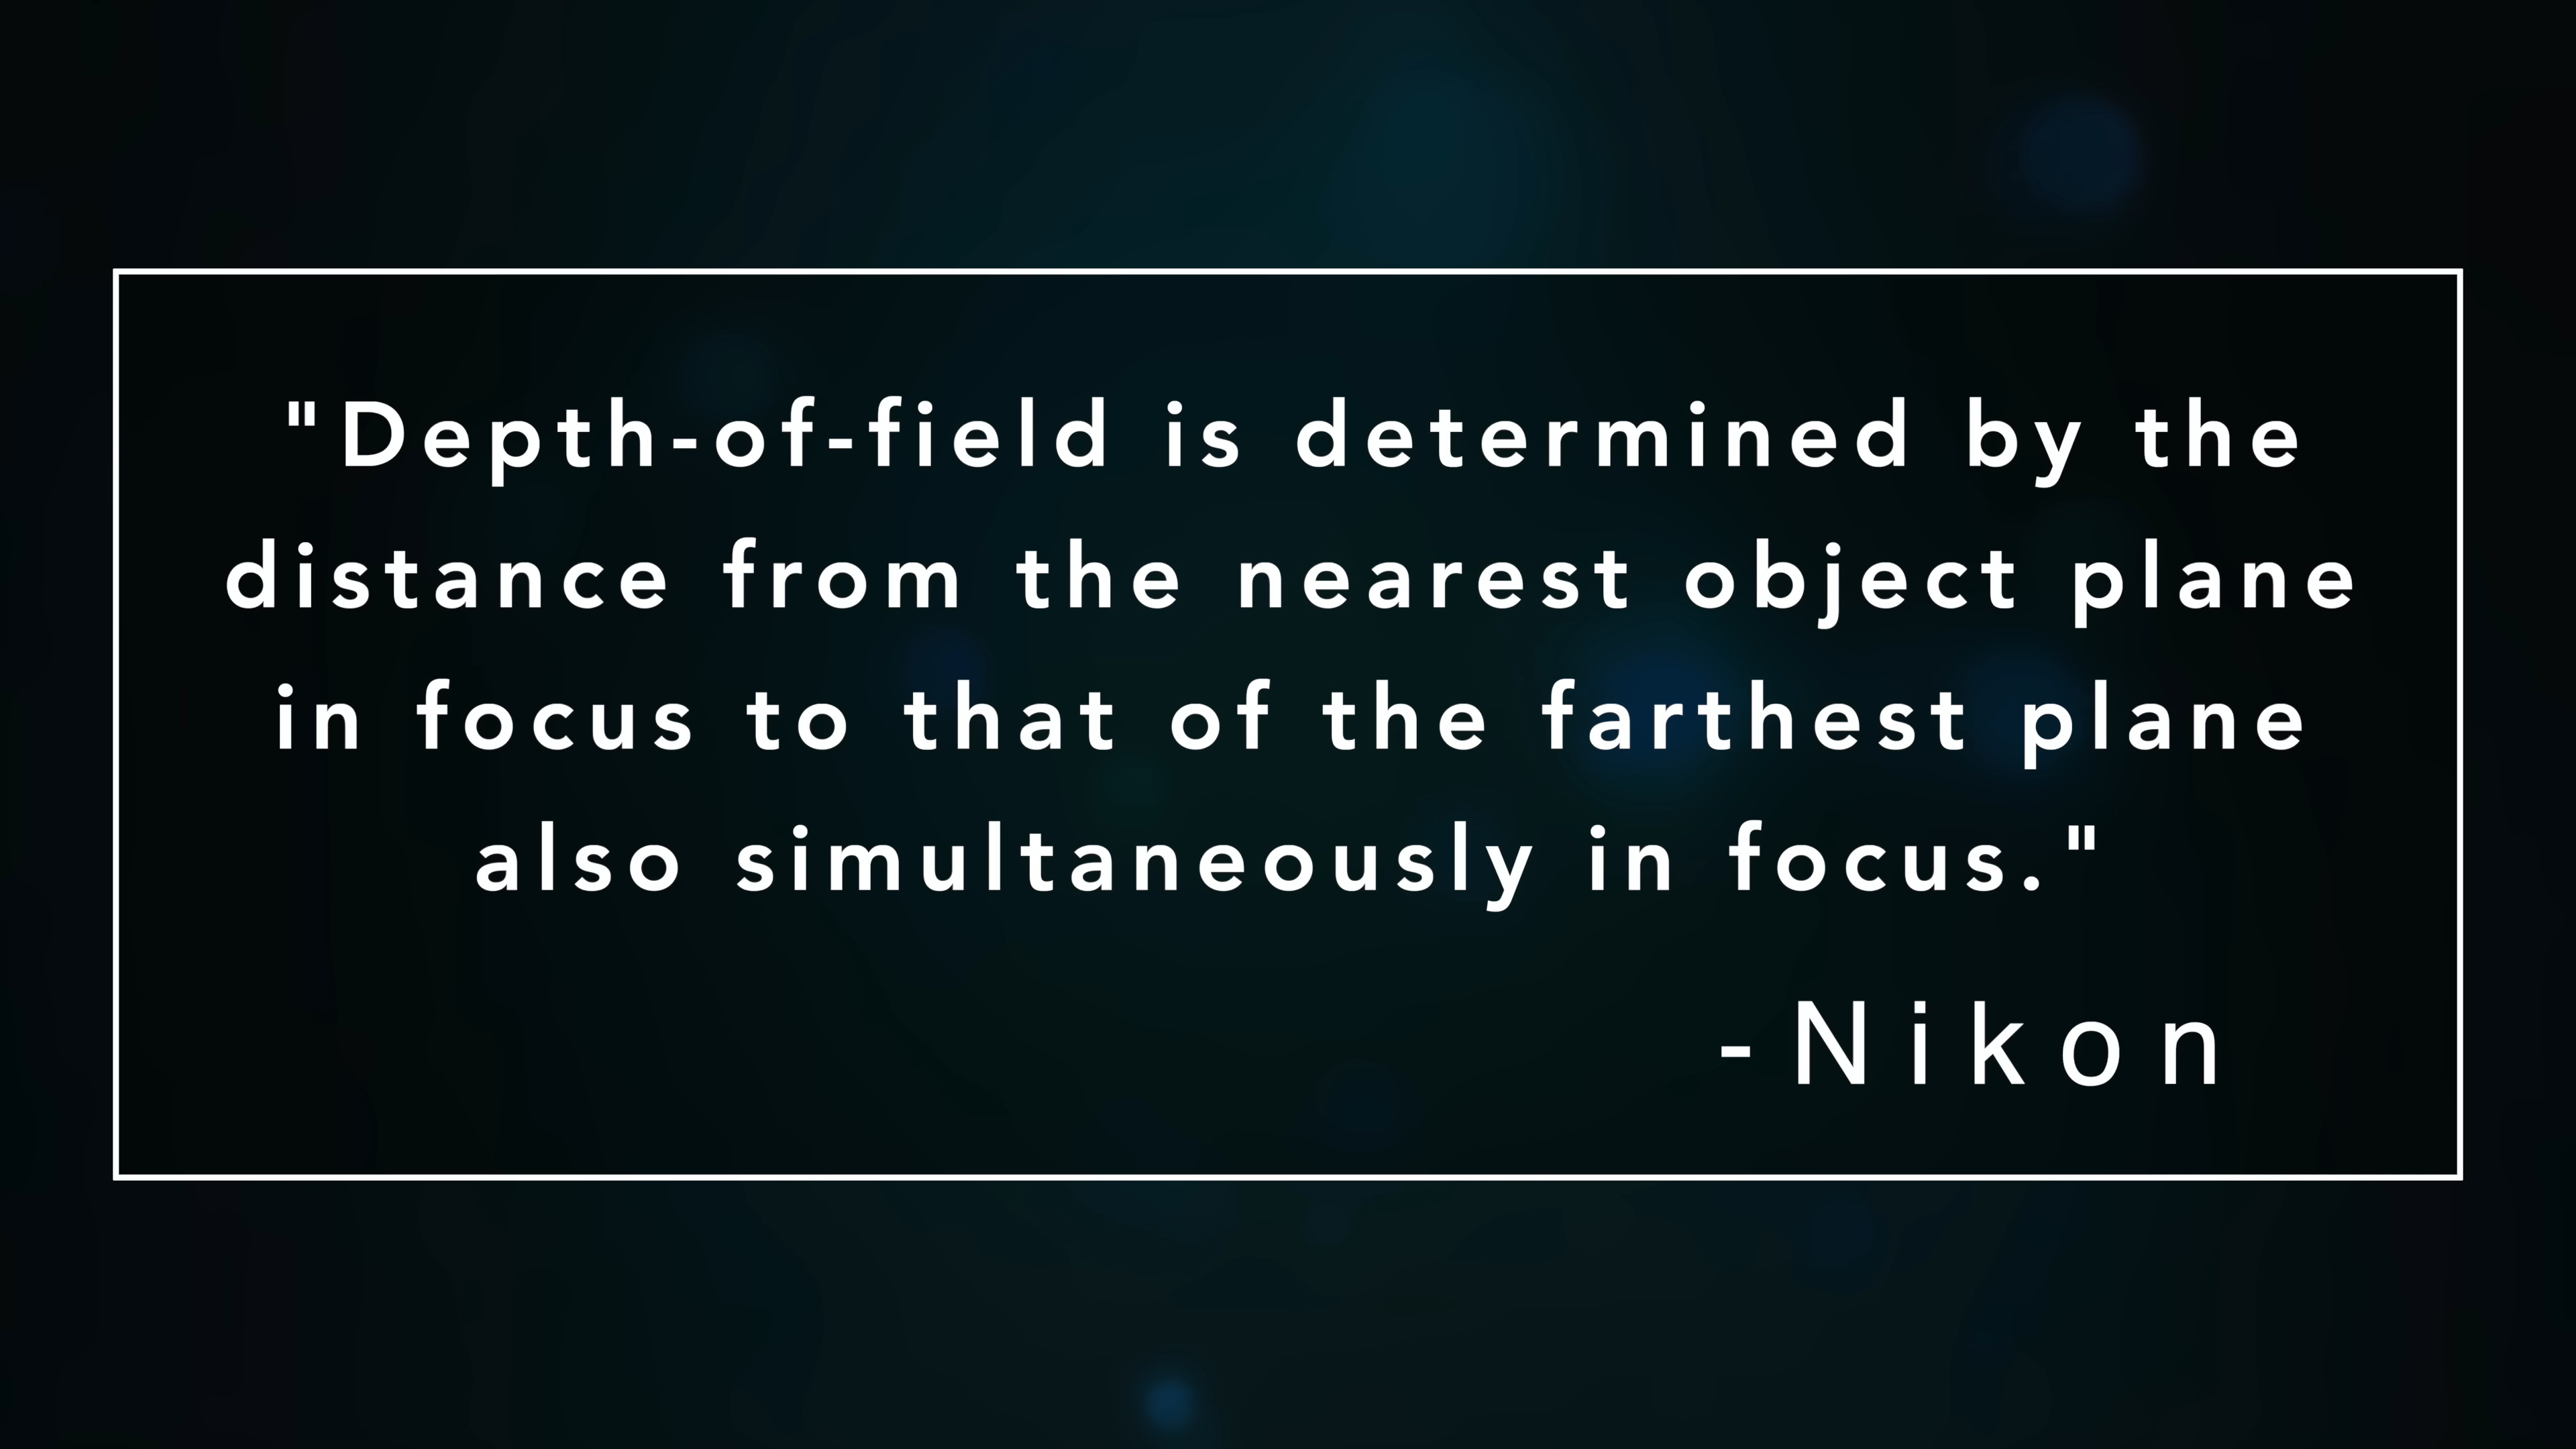 "Depth-of-field is determined by the
distance from the nearest object plane
in focus to that of the farthest plane
also simultaneously in focus."
-Nikon